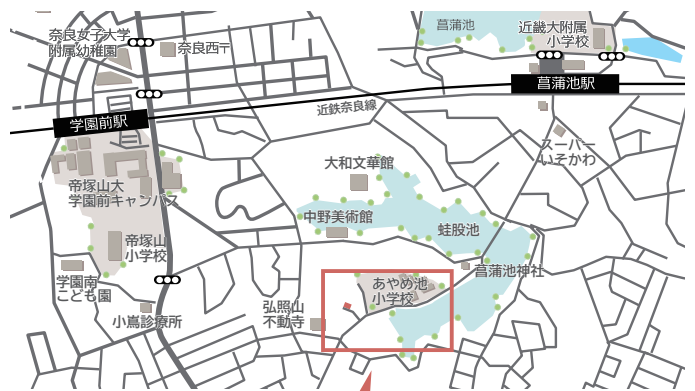 奈良女子大学
附属幼稚園
奈良西〒
菖蒲池
近畿大附属
小学校
菖蒲池駅
近鉄奈良線
学園前駅
スーパー
いそかわ
大和文華館
帝塚山大
学園前キャンパス
中野美術館
蛙股池
帝塚山
小学校
菖蒲池神社
学園南
こども園
あやめ池
小学校
小嶌診療所
弘照山
不動寺